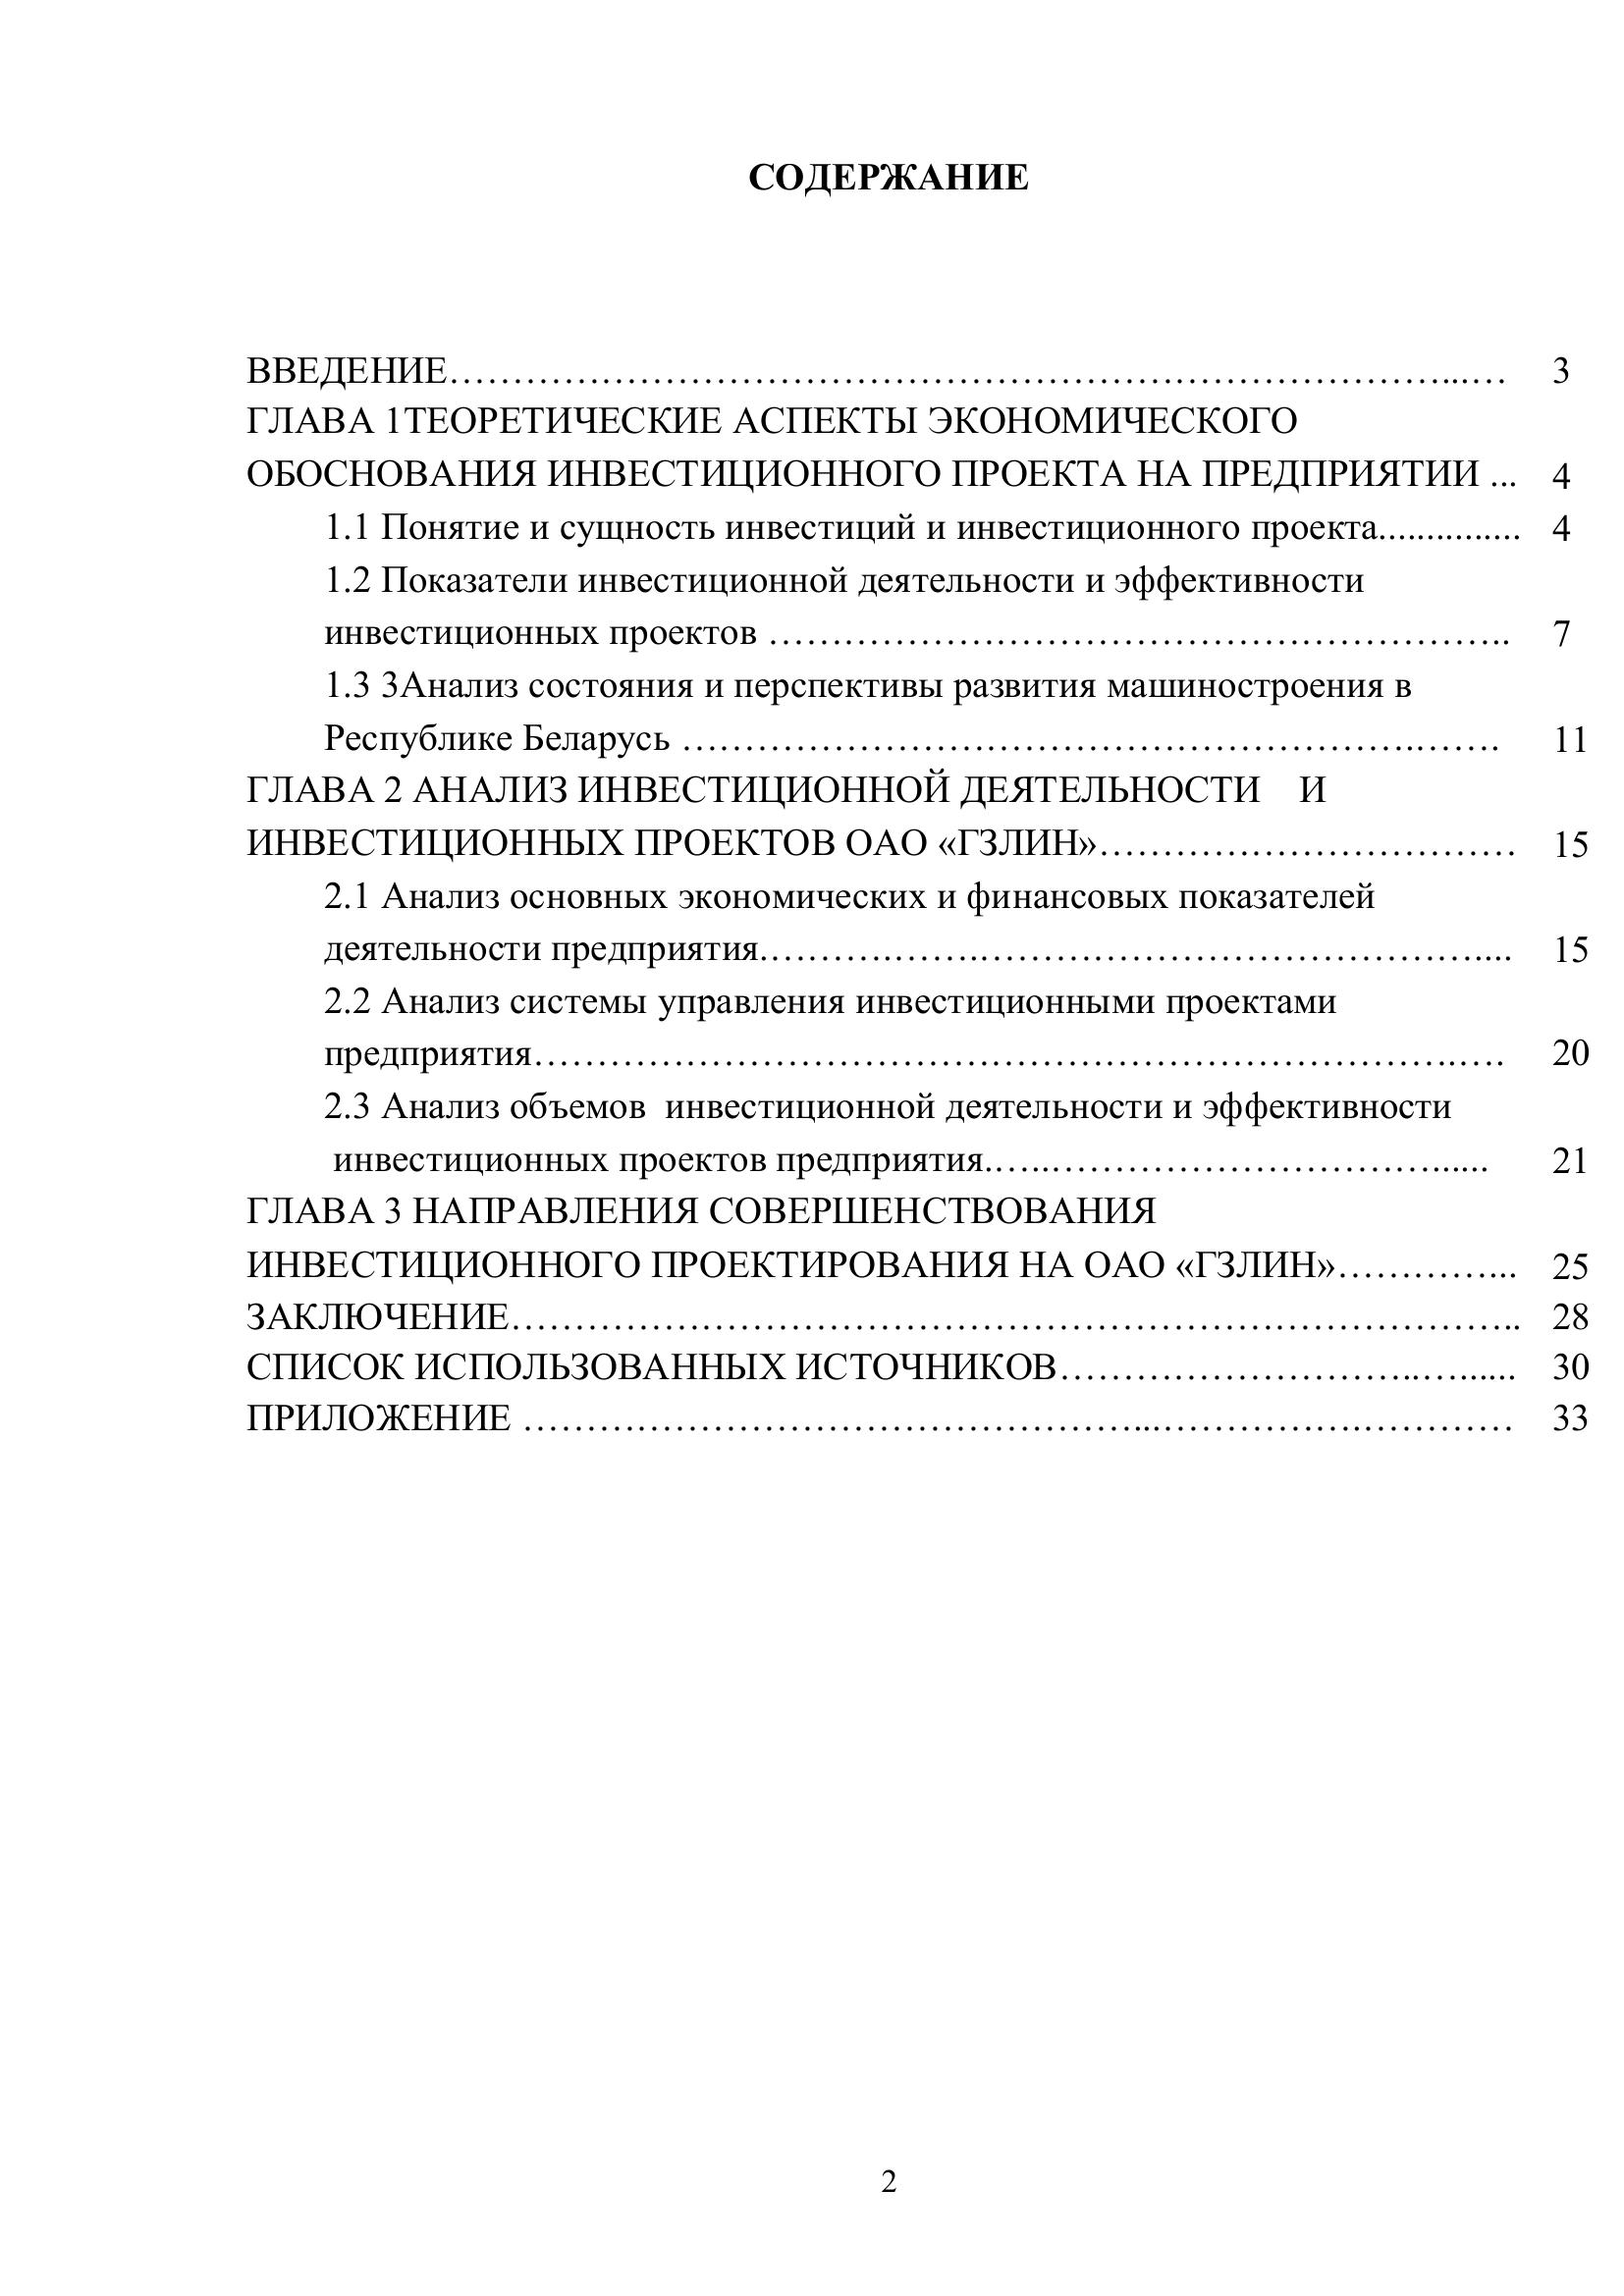 СОДЕРЖАНИЕ
ВВЕДЕНИЕ………….…………………………………………………………...… 3
ГЛАВА 1ТЕОРЕТИЧЕСКИЕ АСПЕКТЫ ЭКОНОМИЧЕСКОГО
ОБОСНОВАНИЯ ИНВЕСТИЦИОННОГО ПРОЕКТА НА ПРЕДПРИЯТИИ ... 4
1.1 Понятие и сущность инвестиций и инвестиционного проекта............... 4
1.2 Показатели инвестиционной деятельности и эффективности
инвестиционных проектов ………………………………………………….. 7
1.3 3Анализ состояния и перспективы развития машиностроения в
Республике Беларусь ………………….………………………….……. 11
ГЛАВА 2 АНАЛИЗ ИНВЕСТИЦИОННОЙ ДЕЯТЕЛЬНОСТИ И
ИНВЕСТИЦИОННЫХ ПРОЕКТОВ ОАО «ГЗЛИН»…………………………… 15
2.1 Анализ основных экономических и финансовых показателей
деятельности предприятия.……….…….………………………………….... 15
2.2 Анализ системы управления инвестиционными проектами
предприятия……………………………………………………………….…. 20
2.3 Анализ объемов инвестиционной деятельности и эффективности
инвестиционных проектов предприятия.…..…………………………...... 21
ГЛАВА 3 НАПРАВЛЕНИЯ СОВЕРШЕНСТВОВАНИЯ
ИНВЕСТИЦИОННОГО ПРОЕКТИРОВАНИЯ НА ОАО «ГЗЛИН»…………... 25
ЗАКЛЮЧЕНИЕ…………………………………………………………………….. 28
СПИСОК ИСПОЛЬЗОВАННЫХ ИСТОЧНИКОВ………………………..…...... 30
ПРИЛОЖЕНИЕ …………………………………………...…………….………… 33
2